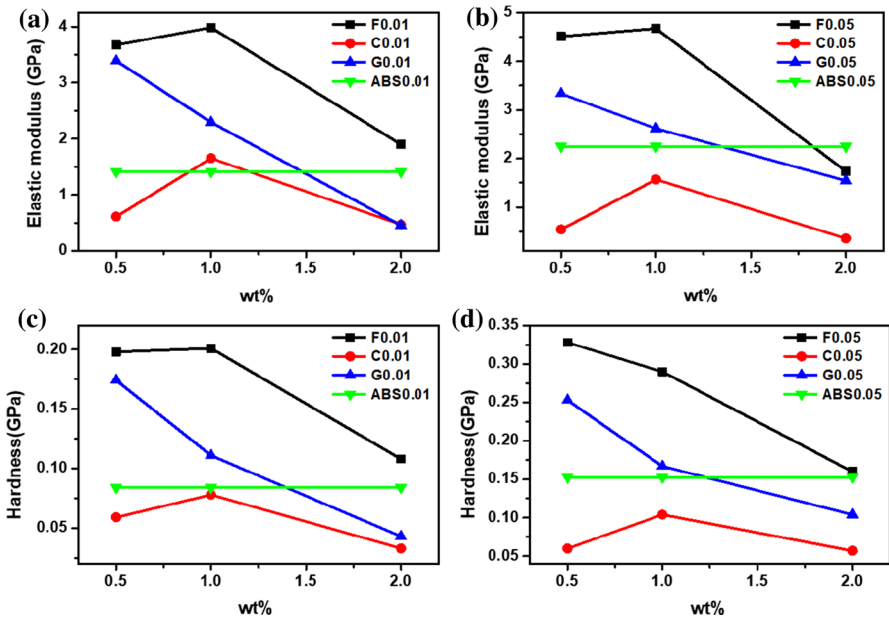 (a)
Elastic modulus (GPa)
4
3
2
1
0
F0.01
C0.01
G0.01
ABS0.01
0.5 1.0 1.5 2.0
wt%
(b)
Elastic modulus (GPa)
5
4
3
2
1
F0.05
C0.05
G0.05
ABS0.05
0.5 1.0 1.5 2.0
wt%
(c)
Hardness(GPa)
0.20
0.15
0.10
0.05
F0.01
C0.01
G0.01
ABS0.01
0.5 1.0 1.5 2.0
wt%
(d)
Hardness(GPa)
0.35
0.30
0.25
0.20
0.15
0.10
0.05
F0.05
C0.05
G0.05
ABS0.05
0.5 1.0 1.5 2.0
wt%